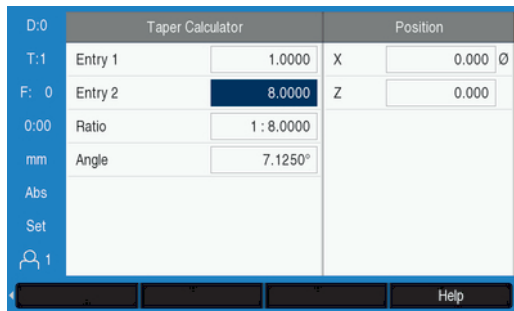 D:0
T:1
F: 0
0:00
mm
Abs
Set
1
Taper Calculator
Entry 1 1.0000
Entry 2 8.0000
Ratio 1 : 8.0000
Angle 7.1250°
Position
X 0.000 Ø
Z 0.000
Help